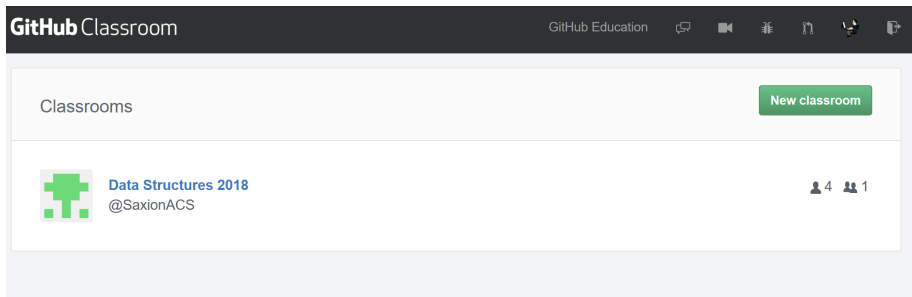 GitHub Classroom
GitHub Education
Classrooms
New classroom
Data Structures 2018
@SaxionACS
4 1